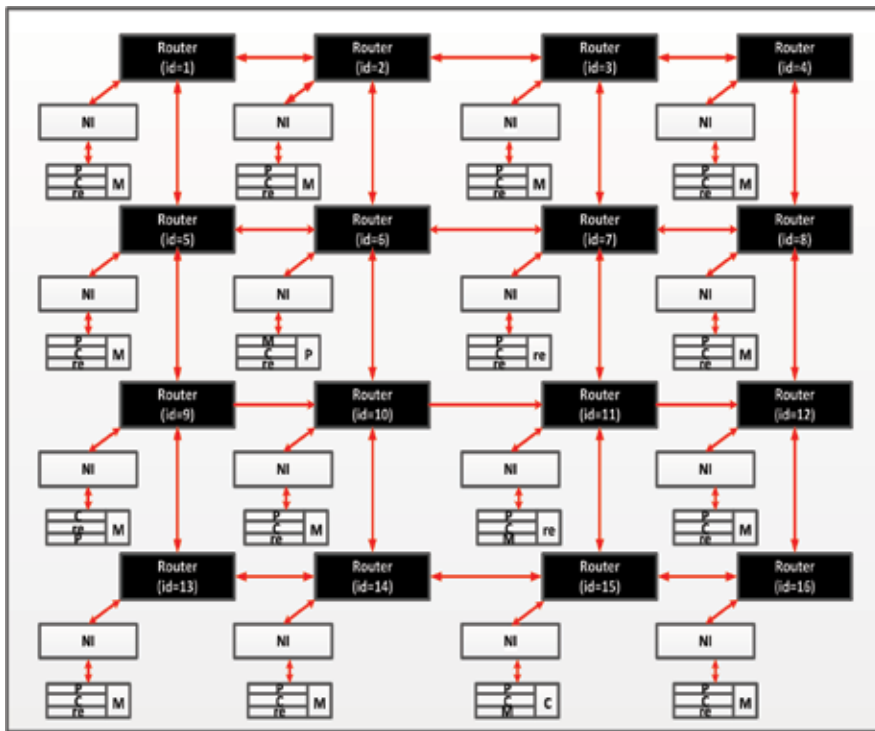 Router
(id=1)
NI
P
C
re
M
Router
(id=2)
NI
P
C
re
M
Router
(id=3)
NI
P
C
re
M
Router
(id=4)
NI
P
C
re
M
Router
(id=5)
NI
P
C
re
M
Router
(id=6)
NI
M
C
re
P
Router
(id=7)
NI
P
C
re
re
Router
(id=8)
NI
P
C
re
M
Router
(id=9)
NI
C
re
P
M
Router
(id=10)
NI
P
C
re
M
Router
(id=11)
NI
P
C
M
re
Router
(id=12)
NI
P
C
re
M
Router
(id=13)
NI
P
C
re
M
Router
(id=14)
NI
P
C
re
M
Router
(id=15)
NI
P
C
M
C
Router
(id=16)
NI
P
C
re
M